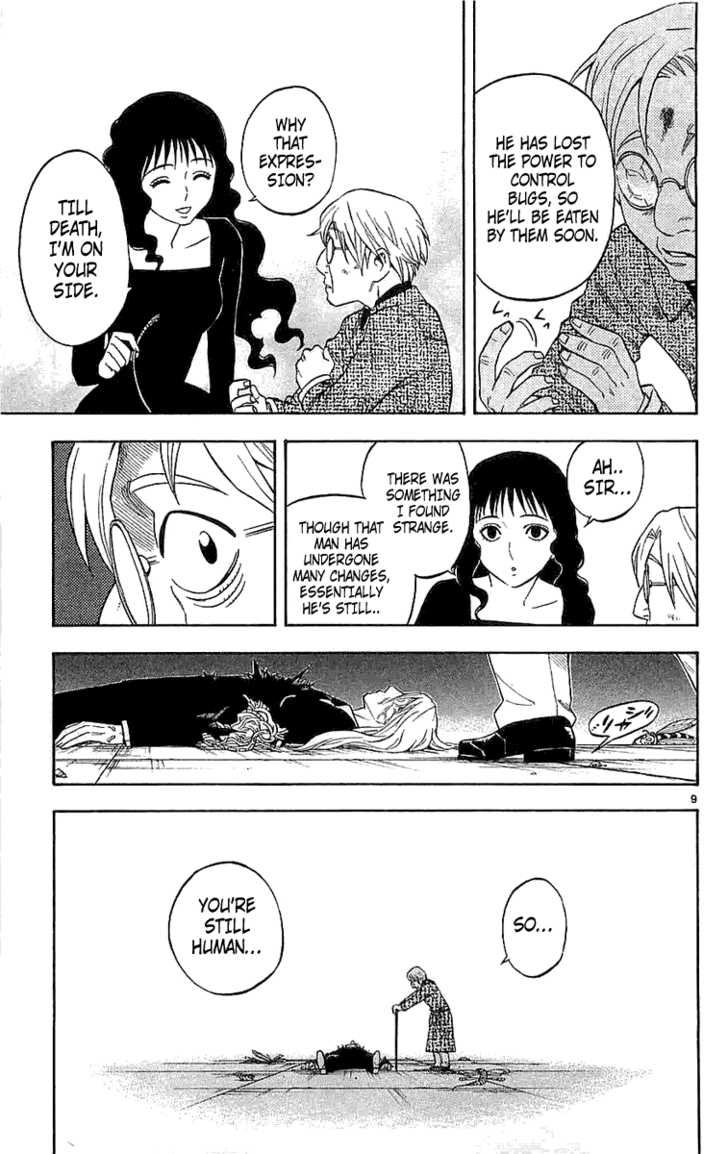 HE HAS LOST
THE POWER TO
CONTROL
BUGS, SO
HE'LL BE EATEN
BY THEM SOON.
WHY
THAT
EXPRES-
SION?
TILL
DEATH,
I'M ON
YOUR
SIDE.
AH..
SIR...
THERE WAS
SOMETHING
I FOUND
STRANGE.
THOUGH THAT
MAN HAS
UNDERGONE
MANY CHANGES,
ESSENTIALLY
HE'S STILL..
9
SO...
YOU'RE
STILL
HUMAN...